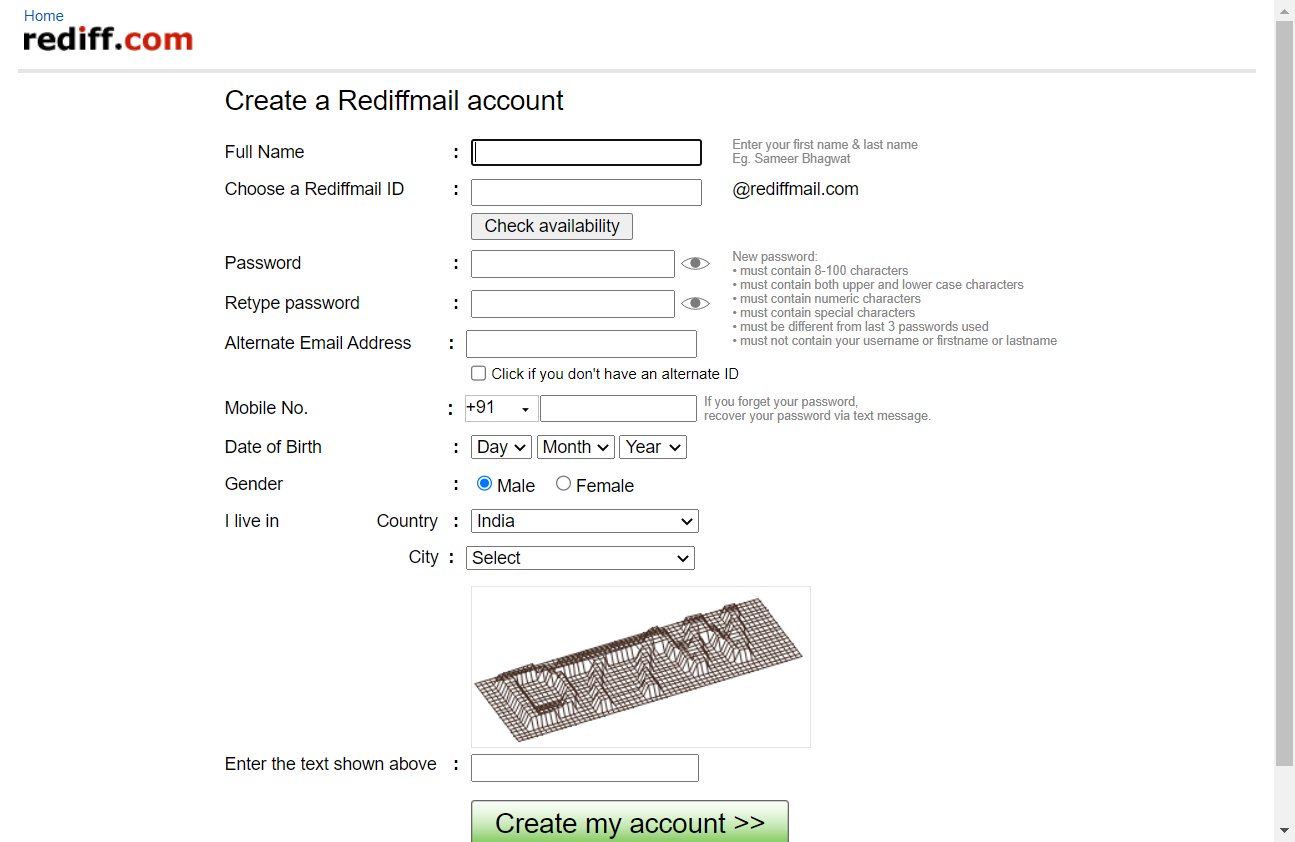 Home
rediff.com
Create a Rediffmail account
Full Name :
Enter your first name & last name
Eg. Sameer Bhagwat
Choose a Rediffmail ID : @rediffmail.com
Check availability
Password :
New password:
• must contain 8-100 characters
• must contain both upper and lower case characters
• must contain numeric characters
• must contain special characters
• must be different from last 3 passwords used
• must not contain your username or firstname or lastname
Retype password :
Alternate Email Address :
Click if you don't have an alternate ID
Mobile No. : +91
If you forget your password,
recover your password via text message.
Date of Birth : Day Month Year
Gender : Male Female
I live in Country : India
City : Select
Enter the text shown above :
Create my account >>